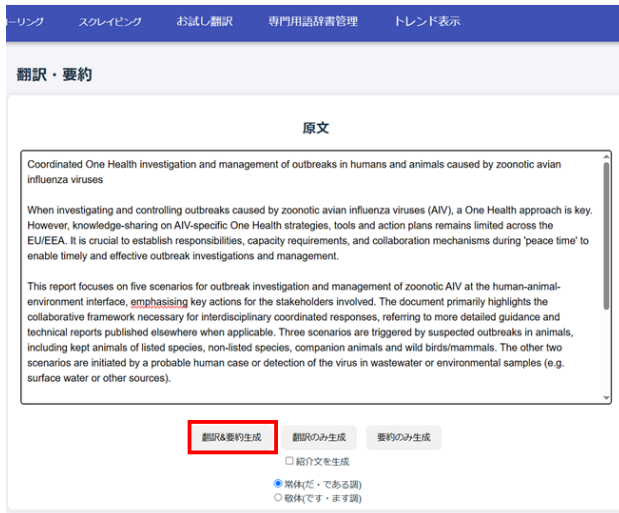 ーリング スクレイピング お試し翻訳 専門用語辞書管理 トレンド表示
翻訳・要約
原文
Coordinated One Health investigation and management of outbreaks in humans and animals caused by zoonotic avian
influenza viruses
When investigating and controlling outbreaks caused by zoonotic avian influenza viruses (AIV), a One Health approach is key.
However, knowledge-sharing on AIV-specific One Health strategies, tools and action plans remains limited across the
EU/EEA. It is crucial to establish responsibilities, capacity requirements, and collaboration mechanisms during 'peace time' to
enable timely and effective outbreak investigations and management.
This report focuses on five scenarios for outbreak investigation and management of zoonotic AIV at the human-animal-
environment interface, emphasising key actions for the stakeholders involved. The document primarily highlights the
collaborative framework necessary for interdisciplinary coordinated responses, referring to more detailed guidance and
technical reports published elsewhere when applicable. Three scenarios are triggered by suspected outbreaks in animals,
including kept animals of listed species, non-listed species, companion animals and wild birds/mammals. The other two
scenarios are initiated by a probable human case or detection of the virus in wastewater or environmental samples (e.g.
surface water or other sources).
翻訳&要約生成 翻訳のみ生成 要約のみ生成
紹介文を生成
常体(だ・である調)
敬体(です・ます調)